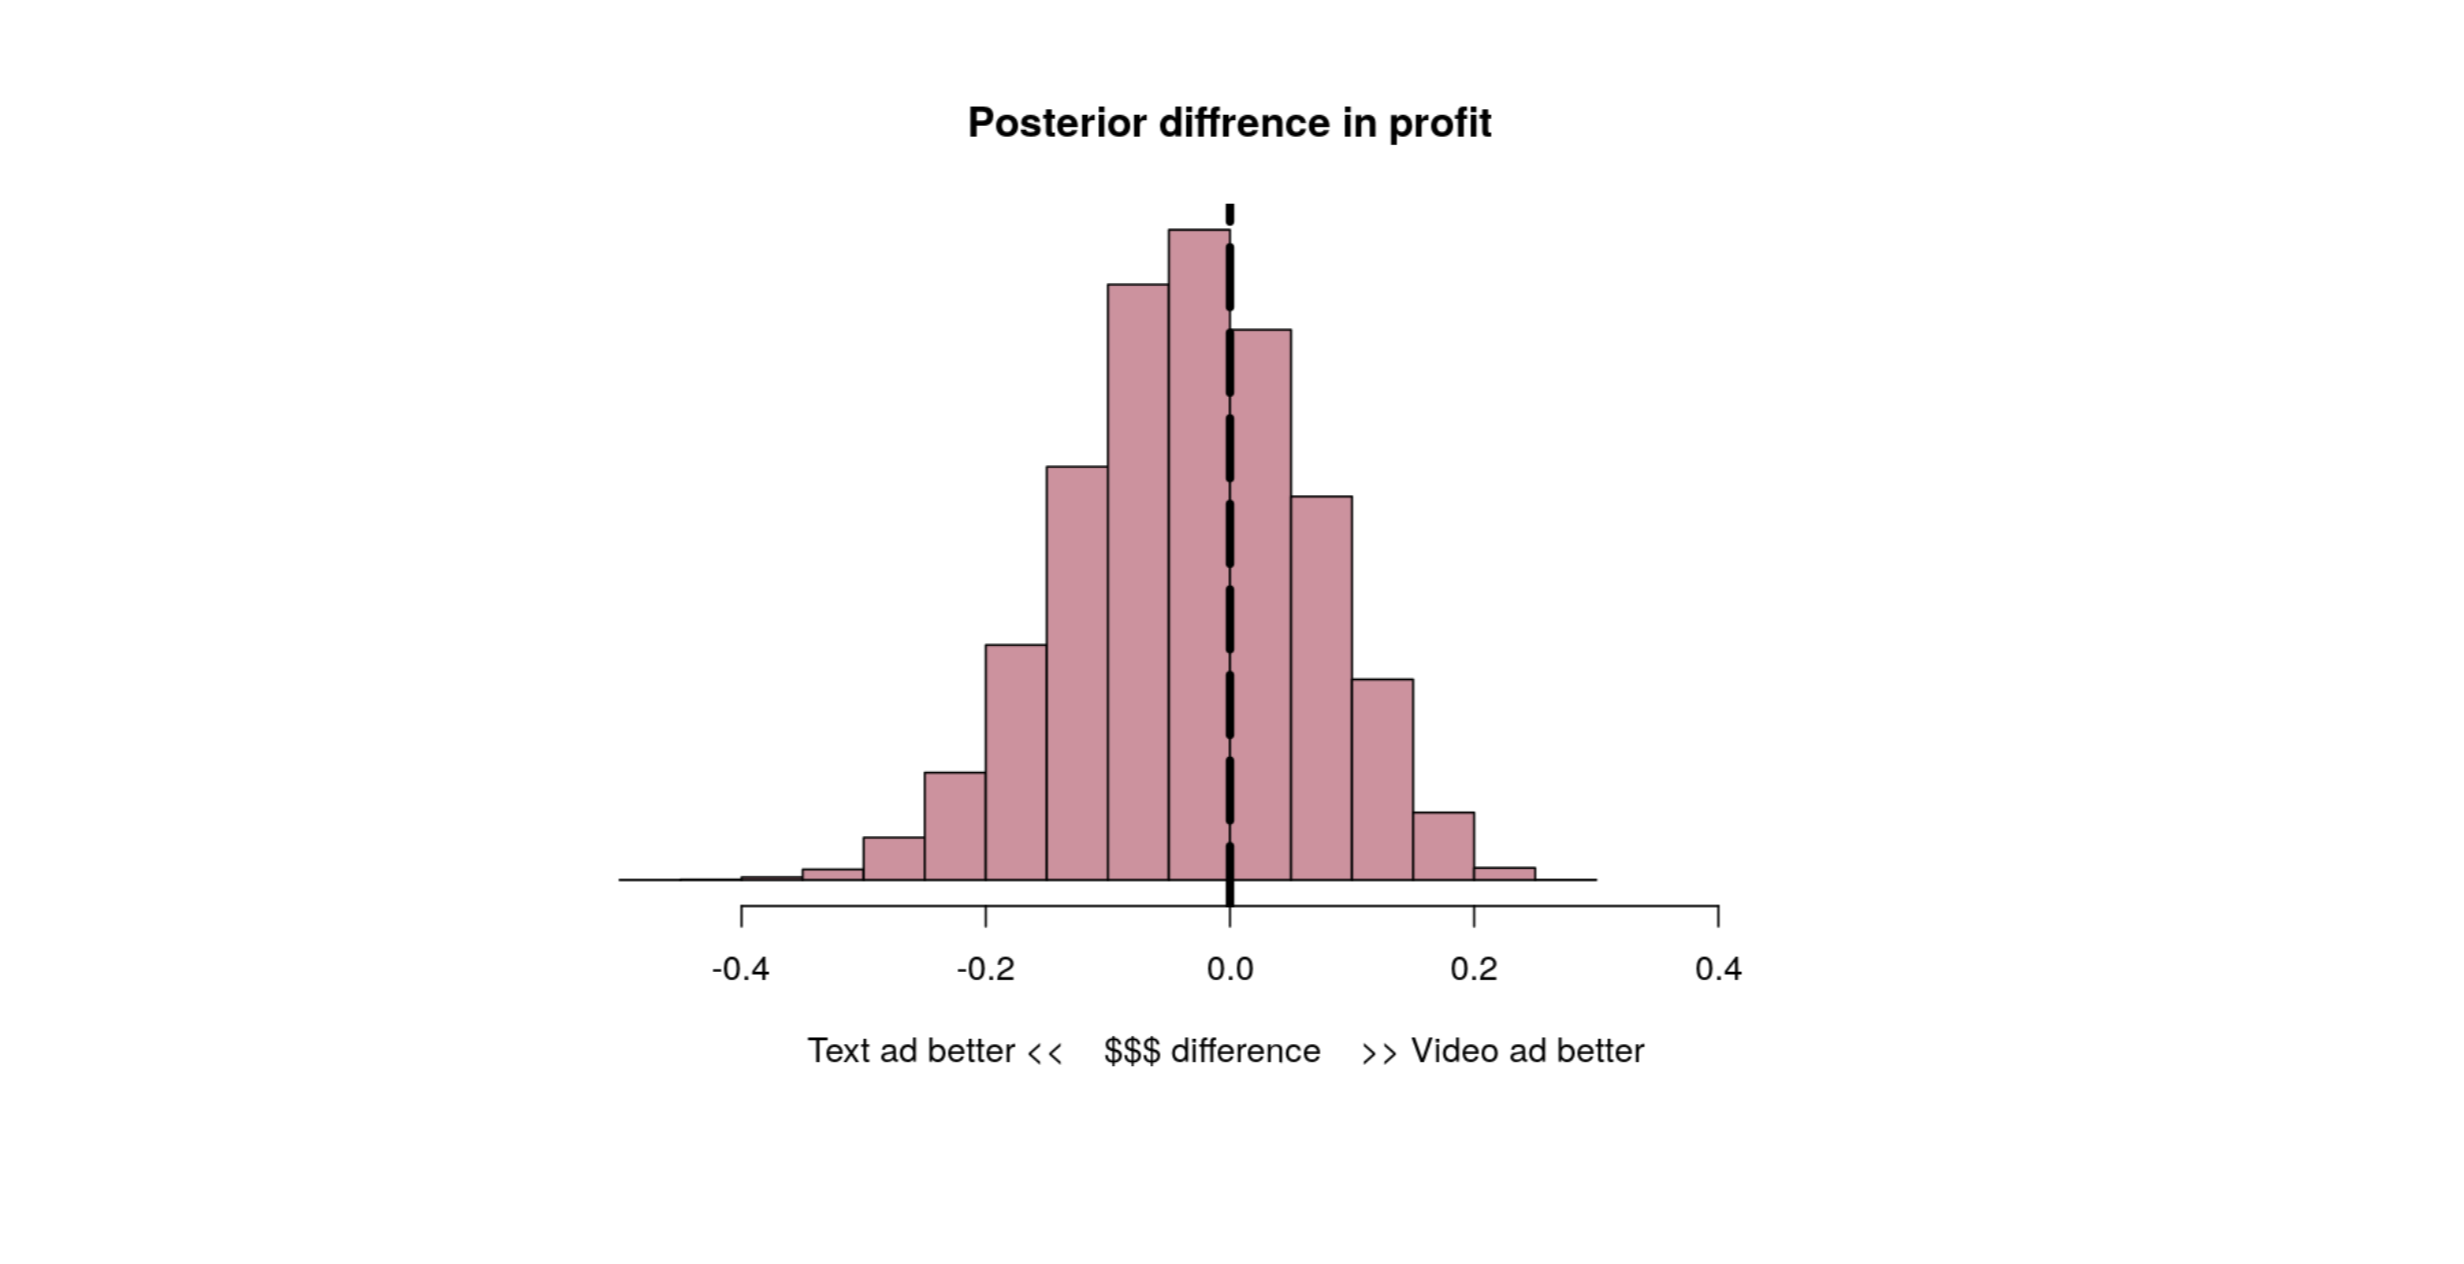 Posterior diffrence in profit
-0.4 -0.2 0.0 0.2 0.4
Text ad better << $$$ difference >> Video ad better